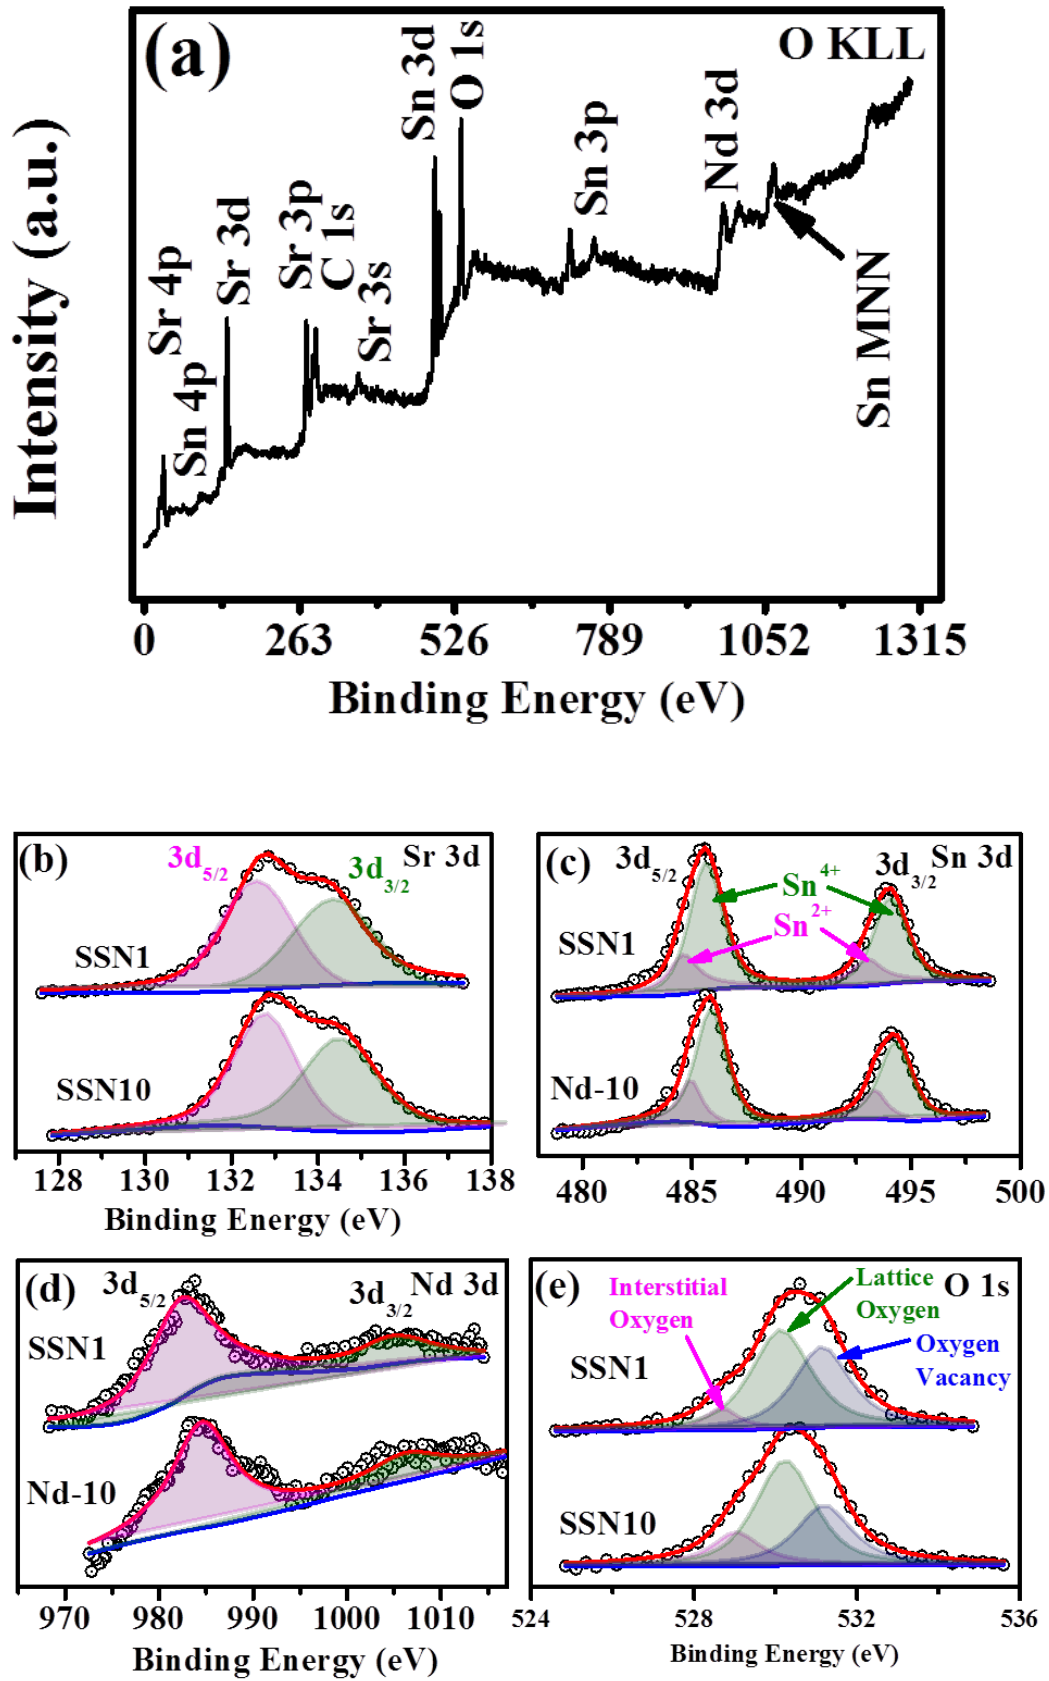 (a)
O KLL
Intensity (a.u.)
Sr 4p
Sn 4p
Sr 3d
Sr 3p
C 1s
Sr 3s
Sn 3d
O 1s
Sn 3p
Nd 3d
Sn MNN
0 263 526 789 1052 1315
Binding Energy (eV)
(b) 3d5/2 3d3/2 Sr 3d
SSN1
SSN10
128 130 132 134 136 138
Binding Energy (eV)
(c) 3d5/2 3d3/2 Sn 3d
Sn4+
Sn2+
SSN1
Nd-10
480 485 490 495 500
(d) 3d5/2 3d3/2 Nd 3d
SSN1
Nd-10
970 980 990 1000 1010
Binding Energy (eV)
(e) Interstitial Oxygen
Lattice Oxygen
O 1s
Oxygen Vacancy
SSN1
SSN10
524 528 532 536
Binding Energy (eV)